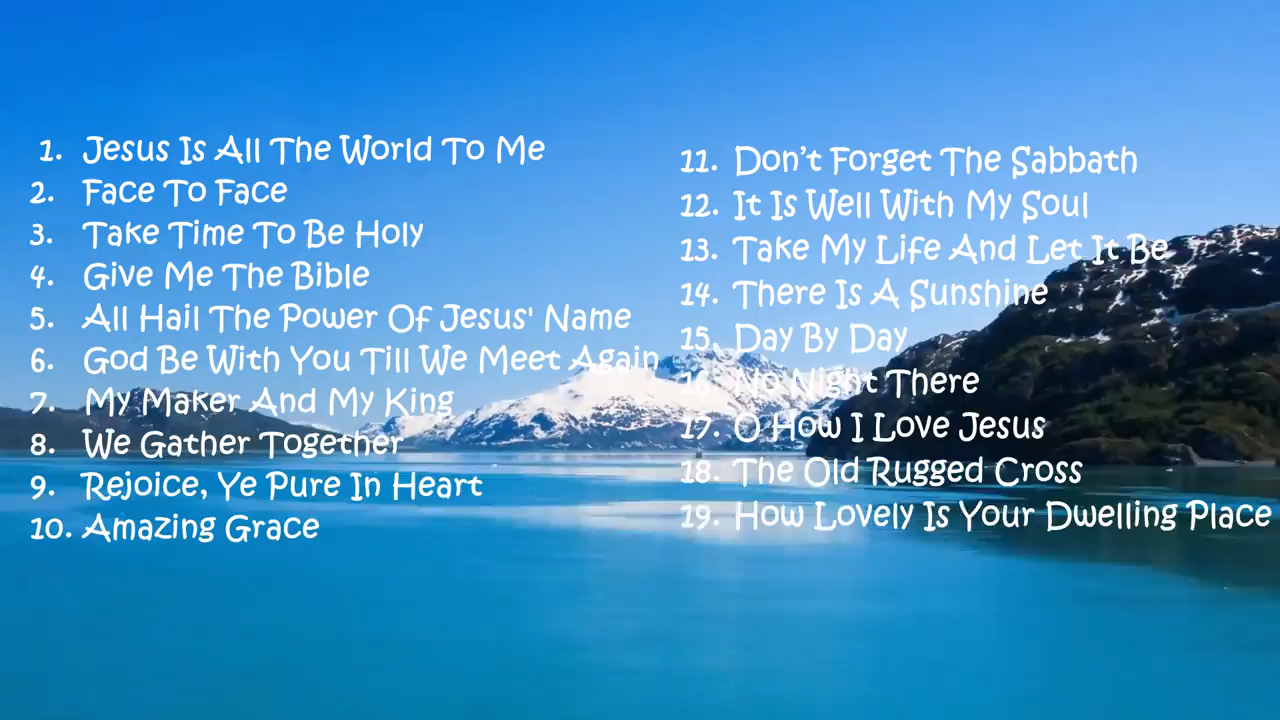 1. Jesus Is All The World To Me
2. Face To Face
3. Take Time To Be Holy
4. Give Me The Bible
5. All Hail The Power Of Jesus' Name
6. God Be With You Till We Meet Again
7. My Maker And My King
8. We Gather Together
9. Rejoice, Ye Pure In Heart
10. Amazing Grace
11. Don’t Forget The Sabbath
12. It Is Well With My Soul
13. Take My Life And Let It Be
14. There Is A Sunshine
15. Day By Day
16. No Night There
17. O How I Love Jesus
18. The Old Rugged Cross
19. How Lovely Is Your Dwelling Place